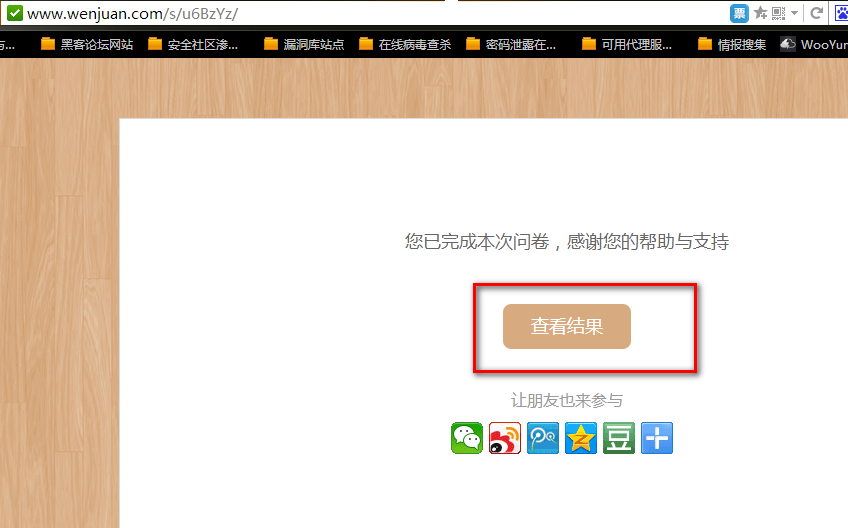 www.wenjuan.com/s/u6BzYz/
票
与...
黑客论坛网站
安全社区渗...
漏洞库站点
在线病毒查杀
密码泄露在...
可用代理服...
情报搜集
WooYun
您已完成本次问卷，感谢您的帮助与支持
查看结果
让朋友也来参与
豆